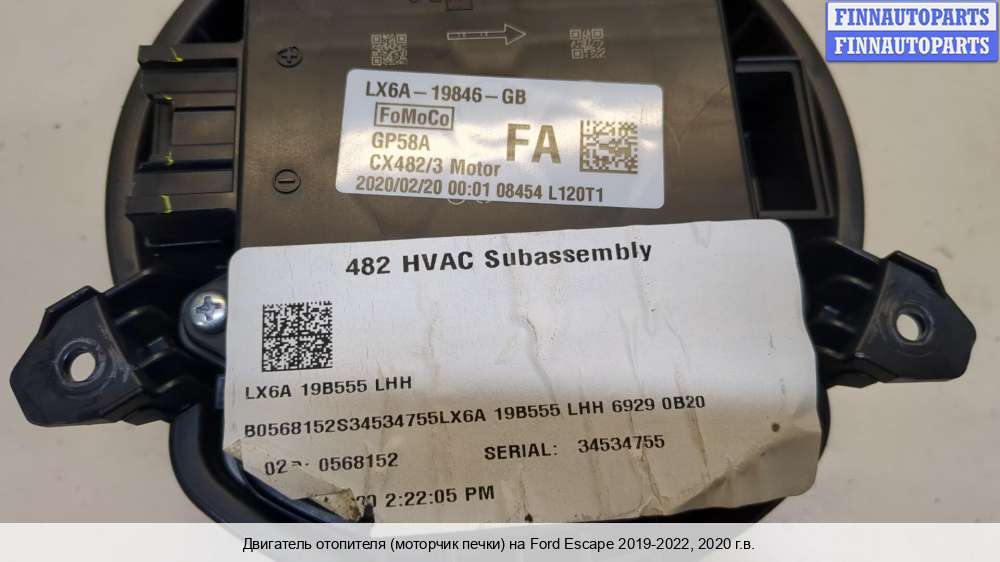 FINNAUTOPARTS
FINNAUTOPARTS
LX6A-19846-GB
FoMoCo
GP58A
FA
CX482/3 Motor
2020/02/20 00:01 08454 L120T1
482 HVAC Subassembly
LX6A 19B555 LHH
B0568152S34534755LX6A 19B555 LHH 6929 0B20
0568152
SERIAL: 34534755
2:22:05 PM
Двигатель отопителя (моторчик печки) на Ford Escape 2019-2022, 2020 г.в.